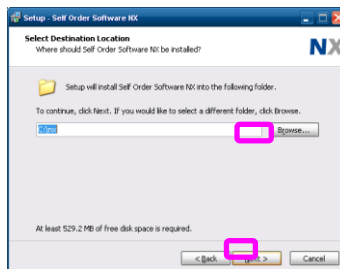 Setup - Self Order Software NX
Select Destination Location
Where should Self Order Software NX be installed?
NX
Setup will install Self Order Software NX into the following folder.
To continue, click Next. If you would like to select a different folder, click Browse.
Browse...
At least 529.2 MB of free disk space is required.
< Back
Next >
Cancel